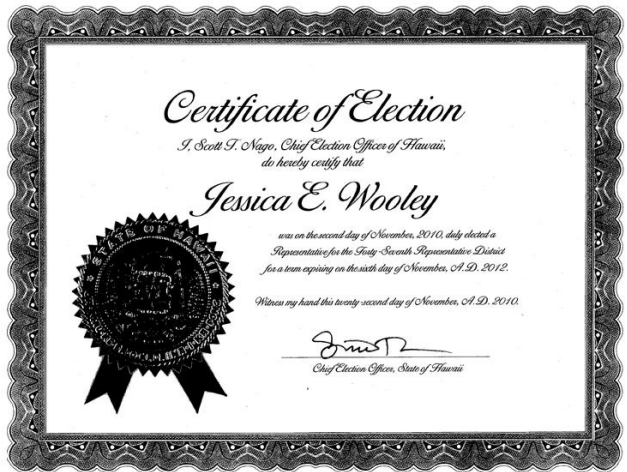 Certificate of Election
I, Scott T. Nago, Chief Election Officer of Hawaii,
do hereby certify that
Jessica E. Wooley
was on the second day of November, 2010, duly elected a
Representative for the Forty-Seventh Representative District
for a term expiring on the sixth day of November, A.D. 2012.
Witness my hand this twenty-second day of November, A.D. 2010.
STATE OF HAWAII
Chief Election Officer, State of Hawaii